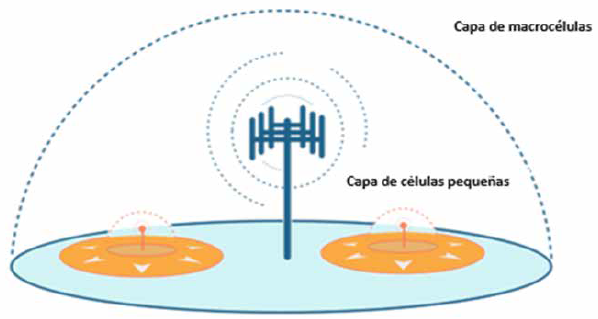 Capa de macrocélulas
Capa de células pequeñas